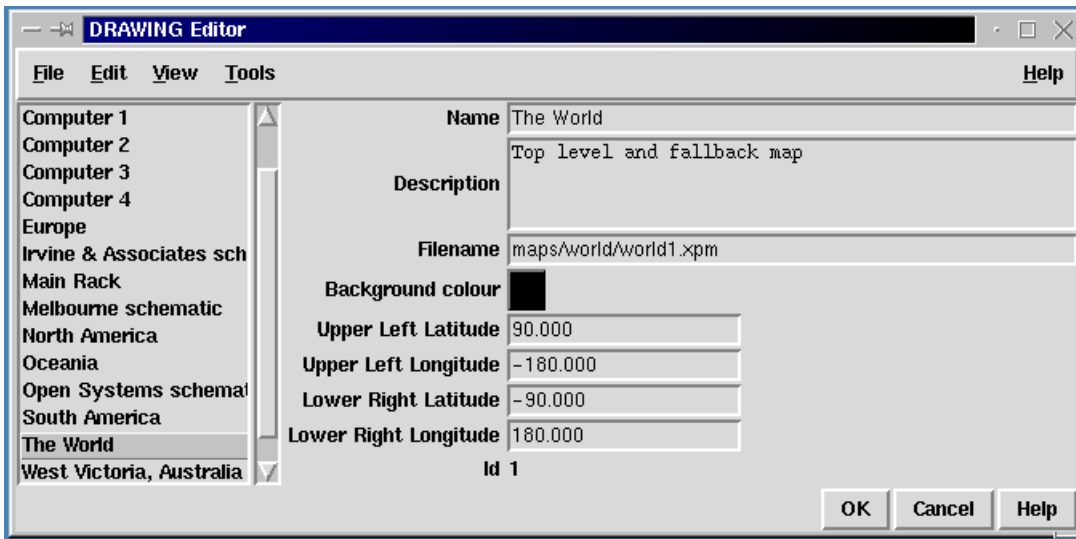 DRAWING Editor
File Edit View Tools Help
Computer 1
Computer 2
Computer 3
Computer 4
Europe
Irvine & Associates sch
Main Rack
Melbourne schematic
North America
Oceania
Open Systems schemat
South America
The World
West Victoria, Australia
Name The World
Description Top level and fallback map
Filename maps/world/world1.xpm
Background colour
Upper Left Latitude 90.000
Upper Left Longitude -180.000
Lower Right Latitude -90.000
Lower Right Longitude 180.000
Id 1
OK Cancel Help